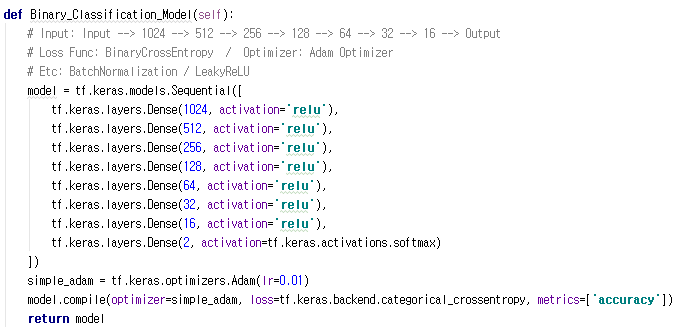 def Binary_Classification_Model(self):
    # Input: Input --> 1024 --> 512 --> 256 --> 128 --> 64 --> 32 --> 16 --> Output
    # Loss Func: BinaryCrossEntropy  /  Optimizer: Adam Optimizer
    # Etc: BatchNormalization / LeakyReLU
    model = tf.keras.models.Sequential([
        tf.keras.layers.Dense(1024, activation='relu'),
        tf.keras.layers.Dense(512, activation='relu'),
        tf.keras.layers.Dense(256, activation='relu'),
        tf.keras.layers.Dense(128, activation='relu'),
        tf.keras.layers.Dense(64, activation='relu'),
        tf.keras.layers.Dense(32, activation='relu'),
        tf.keras.layers.Dense(16, activation='relu'),
        tf.keras.layers.Dense(2, activation=tf.keras.activations.softmax)
    ])
    simple_adam = tf.keras.optimizers.Adam(lr=0.01)
    model.compile(optimizer=simple_adam, loss=tf.keras.backend.categorical_crossentropy, metrics=['accuracy'])
    return model